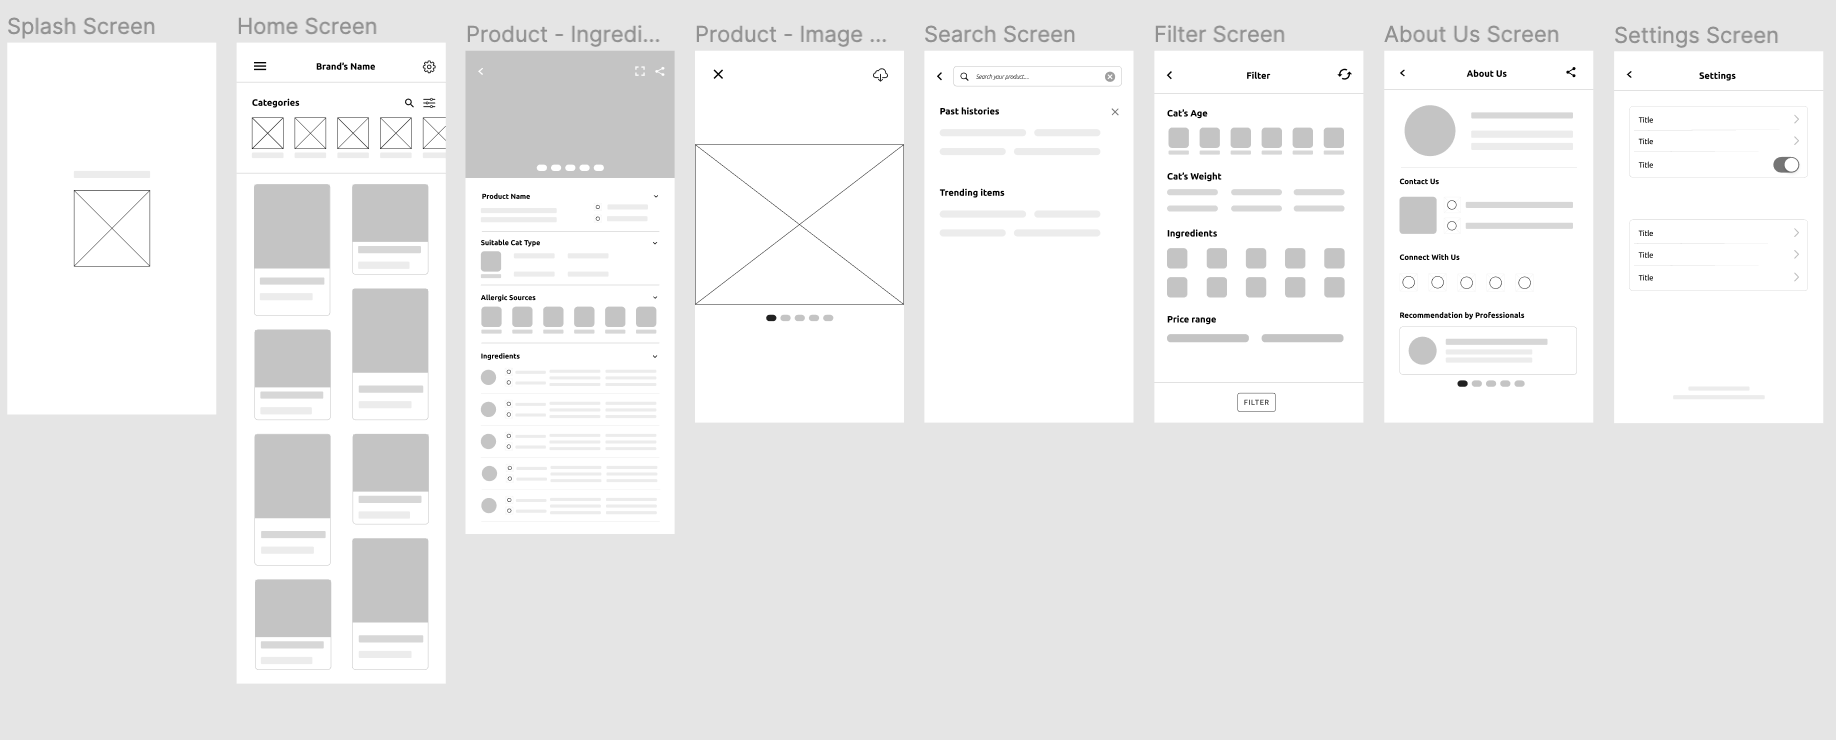 Splash Screen
Home Screen
Brand's Name
Categories
Product - Ingredi...
Product Name
Suitable Cat Type
Allergic Sources
Ingredients
Product - Image ...
Search Screen
Search your product...
Past histories
Trending items
Filter Screen
Filter
Cat's Age
Cat's Weight
Ingredients
Price range
FILTER
About Us Screen
About Us
Contact Us
Connect With Us
Recommendation by Professionals
Settings Screen
Settings
Title
Title
Title
Title
Title
Title